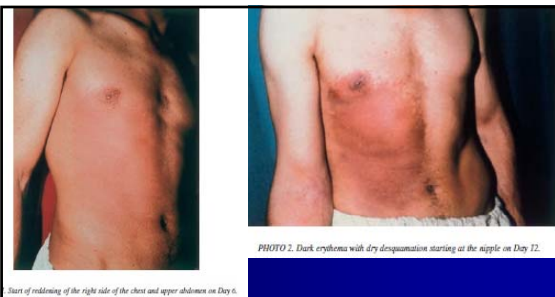 . Start of reddening of the right side of the chest and upper abdomen on Day 6.
PHOTO 2. Dark erythema with dry desquamation starting at the nipple on Day 12.